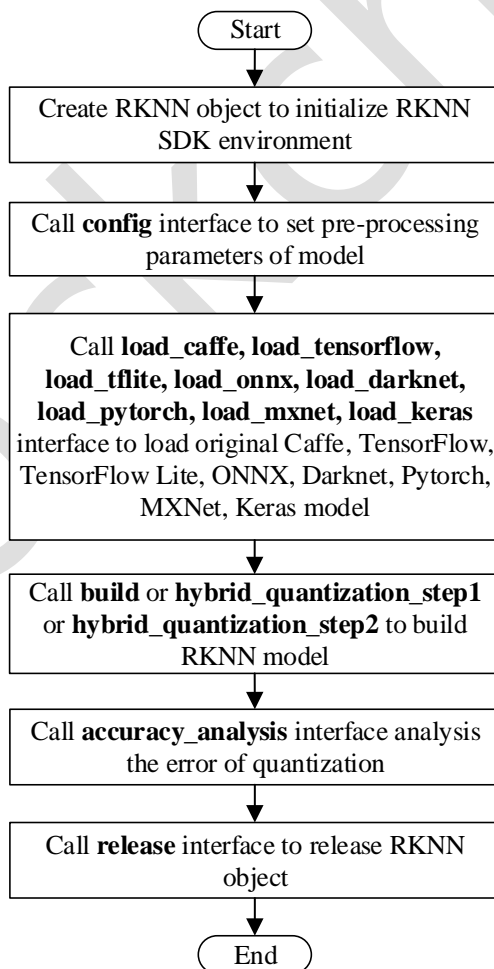 Start
Create RKNN object to initialize RKNN
SDK environment
Call config interface to set pre-processing
parameters of model
Call load_caffe, load_tensorflow,
load_tflite, load_onnx, load_darknet,
load_pytorch, load_mxnet, load_keras
interface to load original Caffe, TensorFlow,
TensorFlow Lite, ONNX, Darknet, Pytorch,
MXNet, Keras model
Call build or hybrid_quantization_step1
or hybrid_quantization_step2 to build
RKNN model
Call accuracy_analysis interface analysis
the error of quantization
Call release interface to release RKNN
object
End